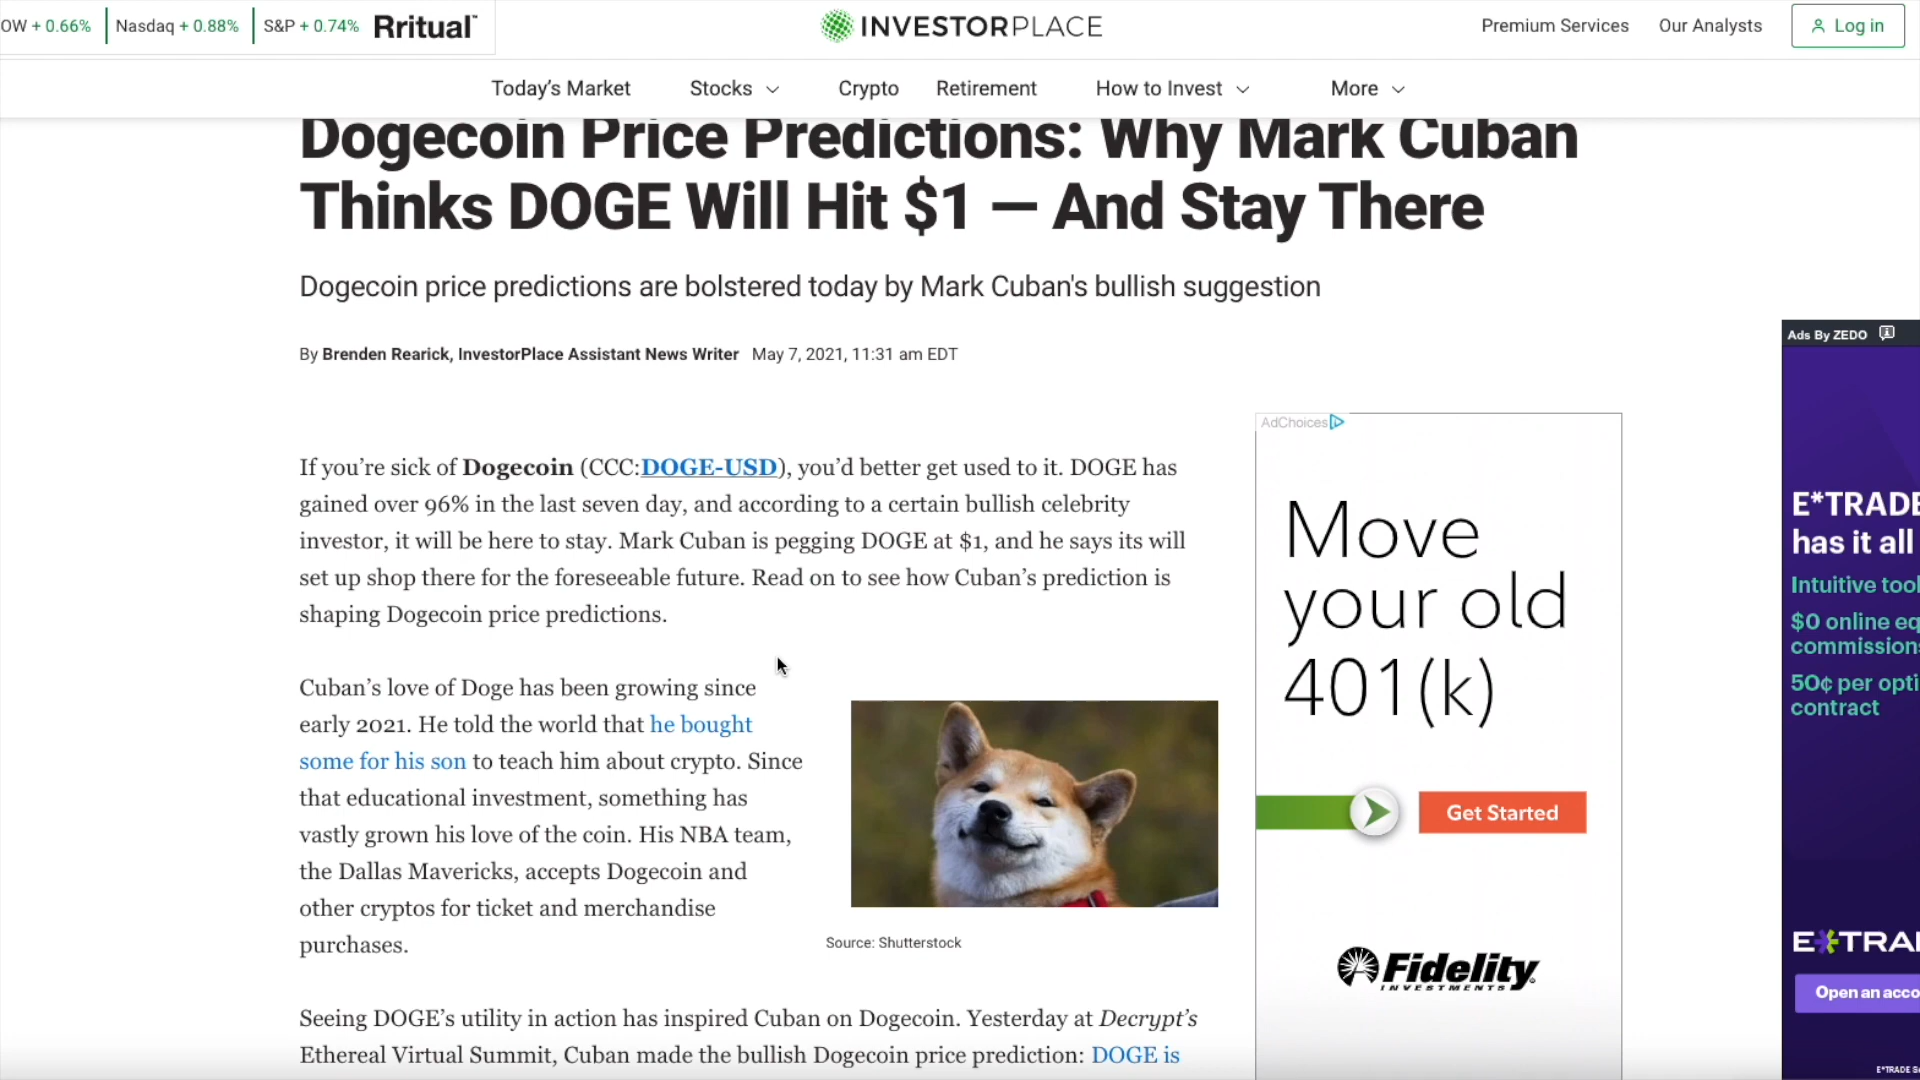 OW + 0.66%
Nasdaq + 0.88%
S&P + 0.74%
Rritual™
INVESTORPLACE
Premium Services
Our Analysts
Log in
Today’s Market
Stocks
Crypto
Retirement
How to Invest
More
Dogecoin Price Predictions: Why Mark Cuban
Thinks DOGE Will Hit $1 — And Stay There
Dogecoin price predictions are bolstered today by Mark Cuban's bullish suggestion
By Brenden Rearick, InvestorPlace Assistant News Writer May 7, 2021, 11:31 am EDT
If you’re sick of Dogecoin (CCC:DOGE-USD), you’d better get used to it. DOGE has
gained over 96% in the last seven day, and according to a certain bullish celebrity
investor, it will be here to stay. Mark Cuban is pegging DOGE at $1, and he says its will
set up shop there for the foreseeable future. Read on to see how Cuban’s prediction is
shaping Dogecoin price predictions.
Cuban’s love of Doge has been growing since
early 2021. He told the world that he bought
some for his son to teach him about crypto. Since
that educational investment, something has
vastly grown his love of the coin. His NBA team,
the Dallas Mavericks, accepts Dogecoin and
other cryptos for ticket and merchandise
purchases.
Source: Shutterstock
Seeing DOGE’s utility in action has inspired Cuban on Dogecoin. Yesterday at Decrypt’s
Ethereal Virtual Summit, Cuban made the bullish Dogecoin price prediction: DOGE is
AdChoices
Move
your old
401(k)
Get Started
Fidelity
INVESTMENTS
Ads By ZEDO
E*TRADE
has it all
Intuitive tool
$0 online eq
commissions
50¢ per opti
contract
E*TRA
Open an acco
E*TRADE S